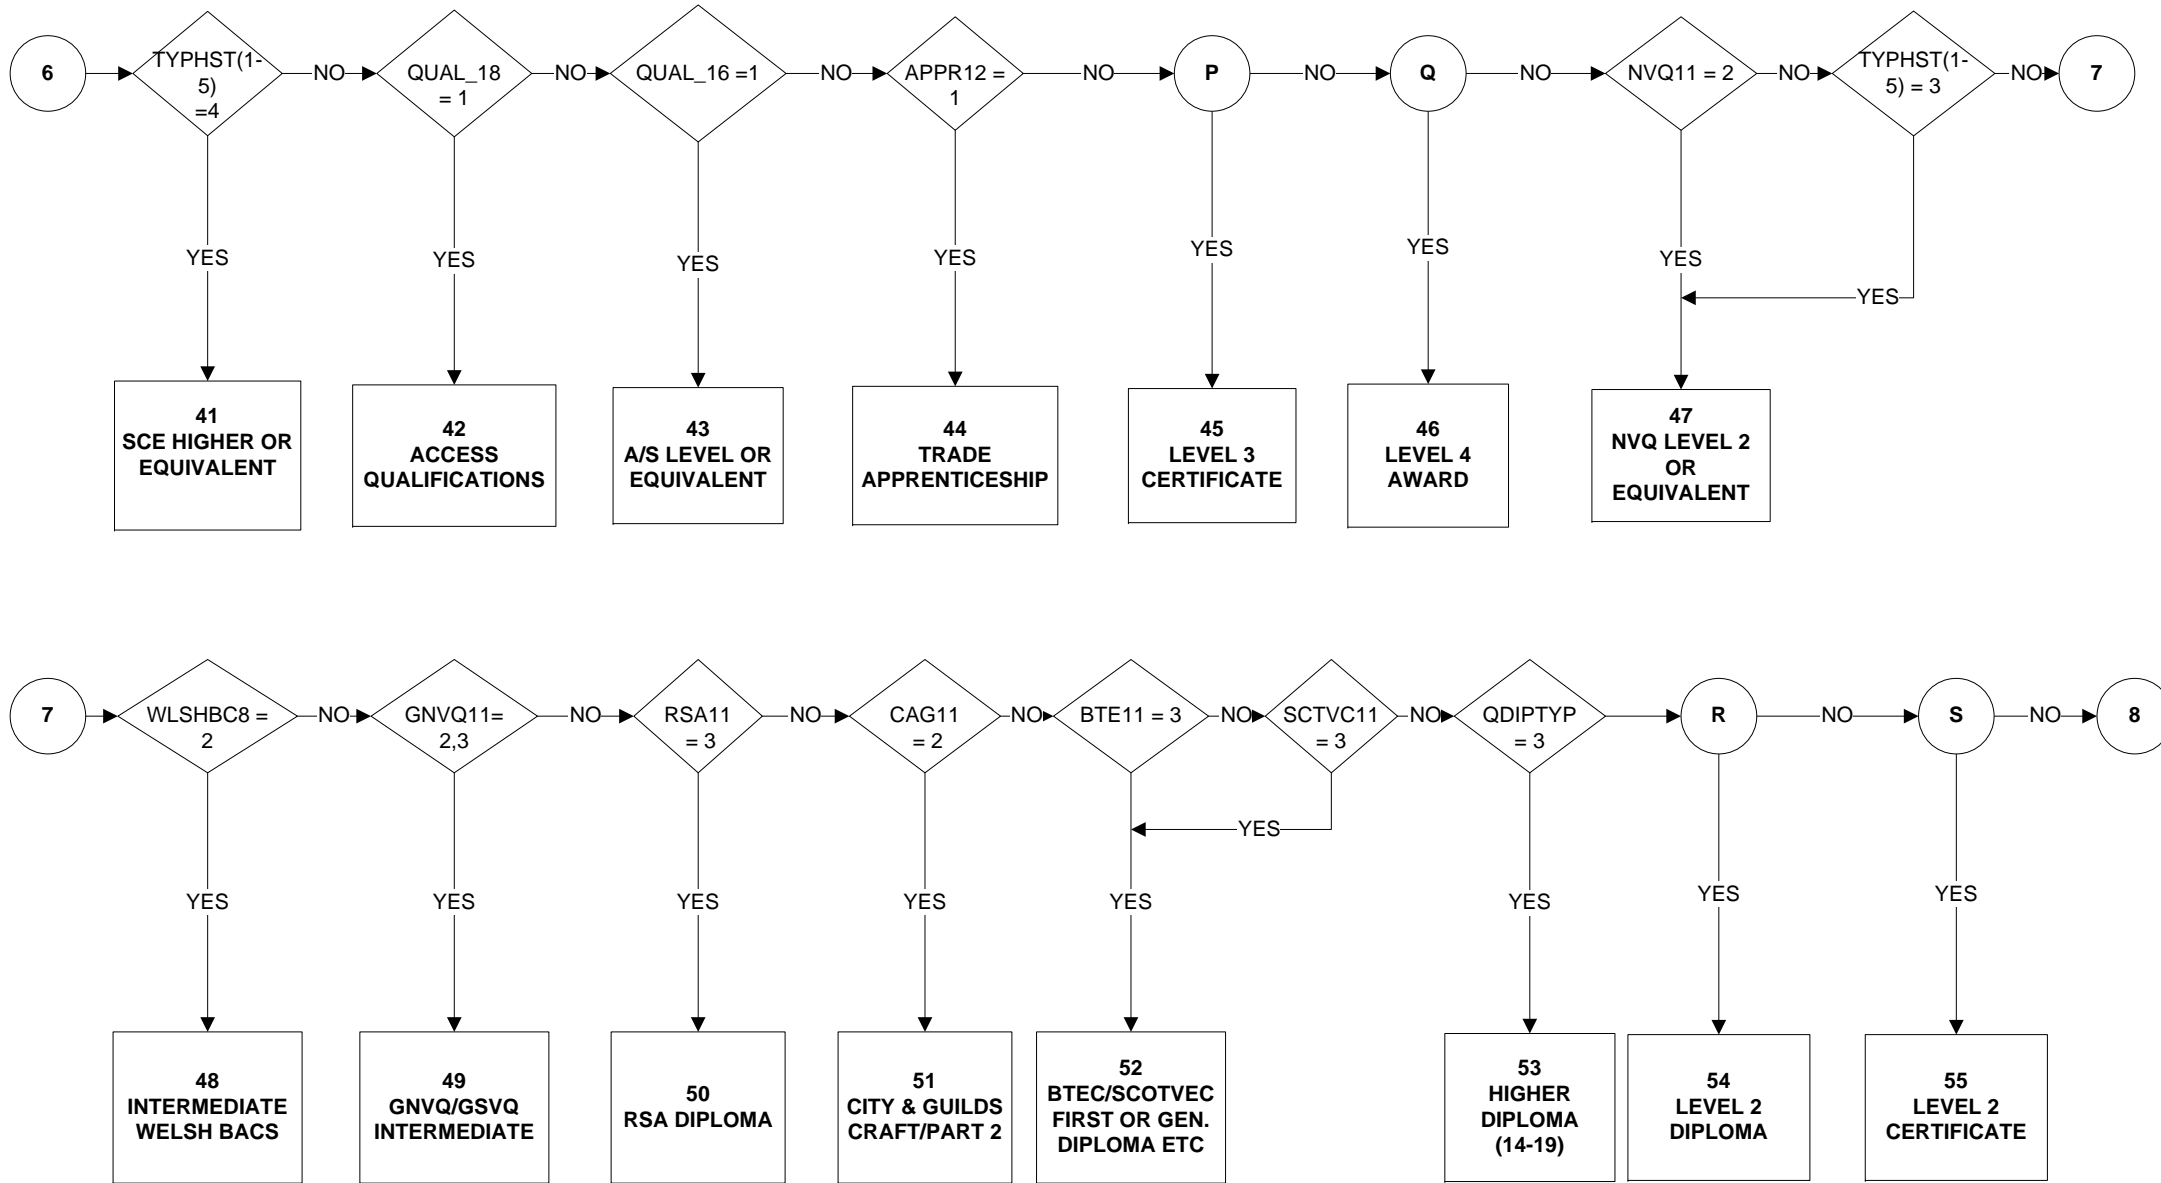 6
TYPHST(1-
5)
=4
NO
QUAL_18
= 1
NO
QUAL_16 =1
NO
APPR12 =
1
NO
P
NO
Q
NO
NVQ11 = 2
NO
TYPHST(1-
5) = 3
NO
7
YES
YES
YES
YES
YES
YES
YES
YES
41
SCE HIGHER OR
EQUIVALENT
42
ACCESS
QUALIFICATIONS
43
A/S LEVEL OR
EQUIVALENT
44
TRADE
APPRENTICESHIP
45
LEVEL 3
CERTIFICATE
46
LEVEL 4
AWARD
47
NVQ LEVEL 2
OR
EQUIVALENT
7
WLSHBC8 =
2
NO
GNVQ11=
2,3
NO
RSA11
= 3
NO
CAG11
= 2
NO
BTE11 = 3
NO
SCTVC11
= 3
NO
QDIPTYP
= 3
R
NO
S
NO
8
YES
YES
YES
YES
YES
YES
YES
YES
YES
48
INTERMEDIATE
WELSH BACS
49
GNVQ/GSVQ
INTERMEDIATE
50
RSA DIPLOMA
51
CITY & GUILDS
CRAFT/PART 2
52
BTEC/SCOTVEC
FIRST OR GEN.
DIPLOMA ETC
53
HIGHER
DIPLOMA
(14-19)
54
LEVEL 2
DIPLOMA
55
LEVEL 2
CERTIFICATE